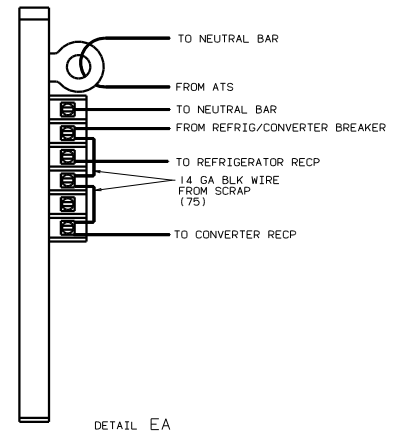 TO NEUTRAL BAR
FROM ATS
TO NEUTRAL BAR
FROM REFRIG/CONVERTER BREAKER
TO REFRIGERATOR RECP
14 GA BLK WIRE
FROM SCRAP
(75)
TO CONVERTER RECP
DETAIL EA